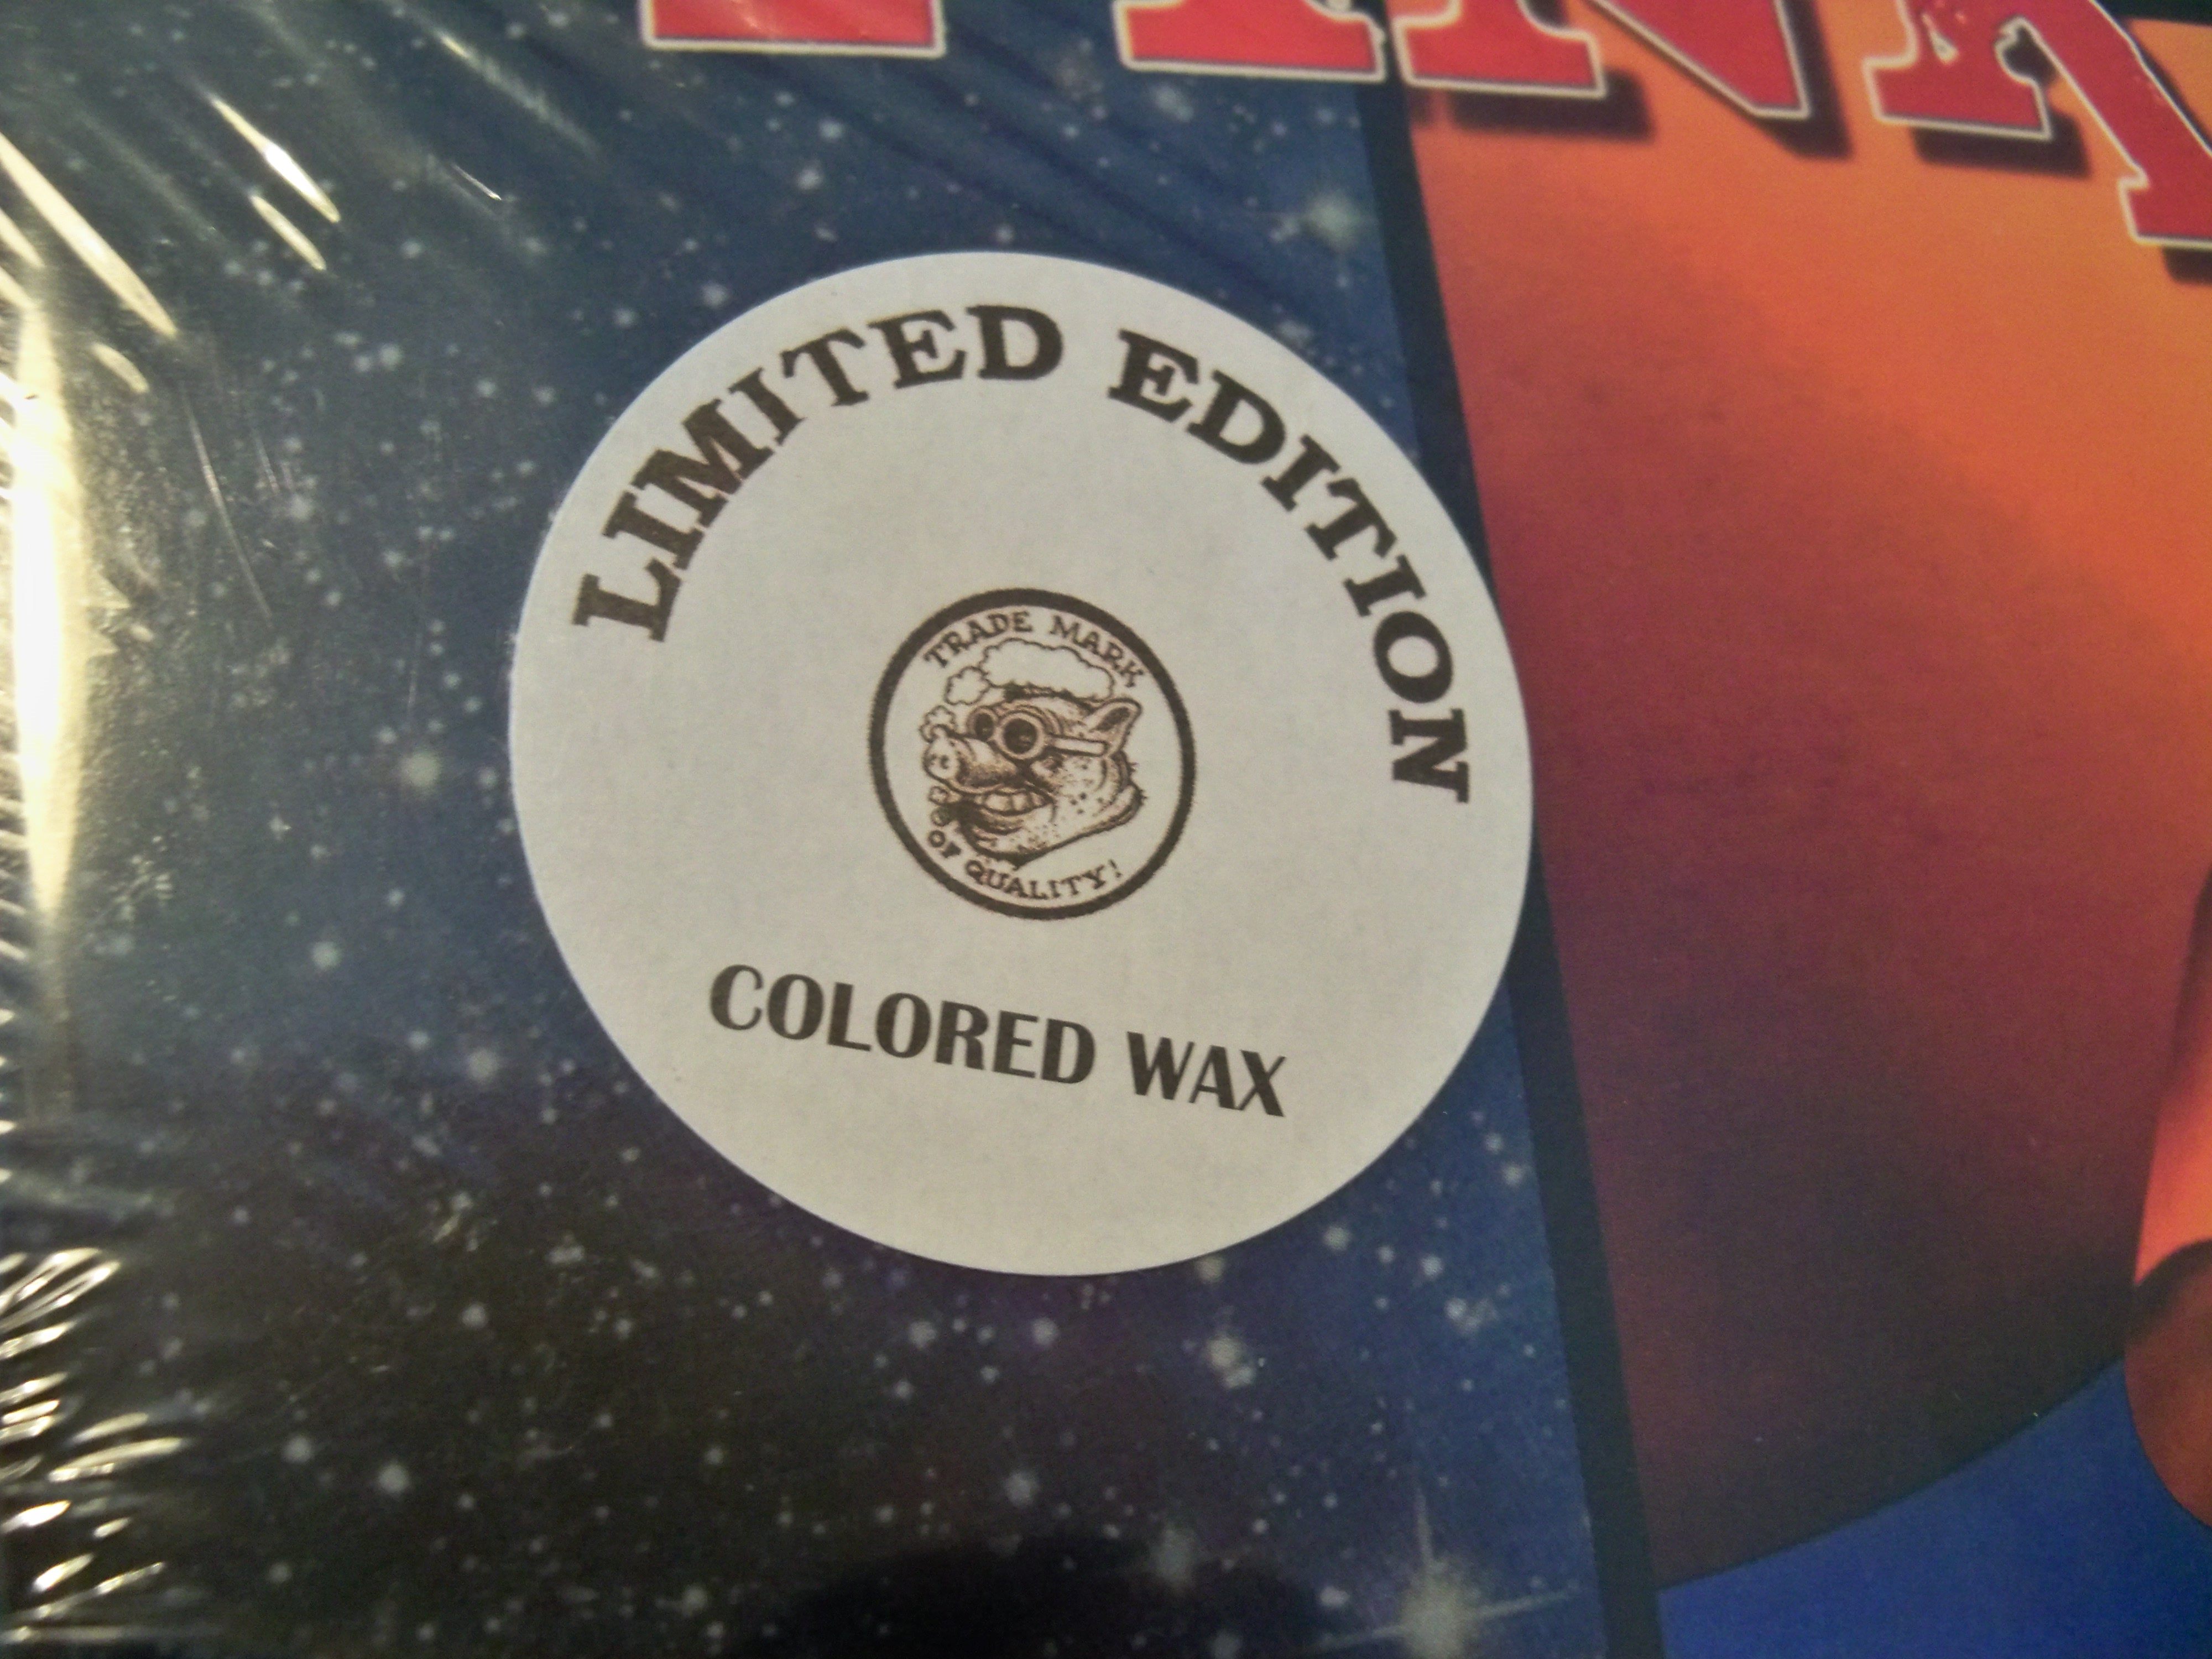 LIMITED EDITION
TRADE MARK
OF QUALITY!
COLORED WAX